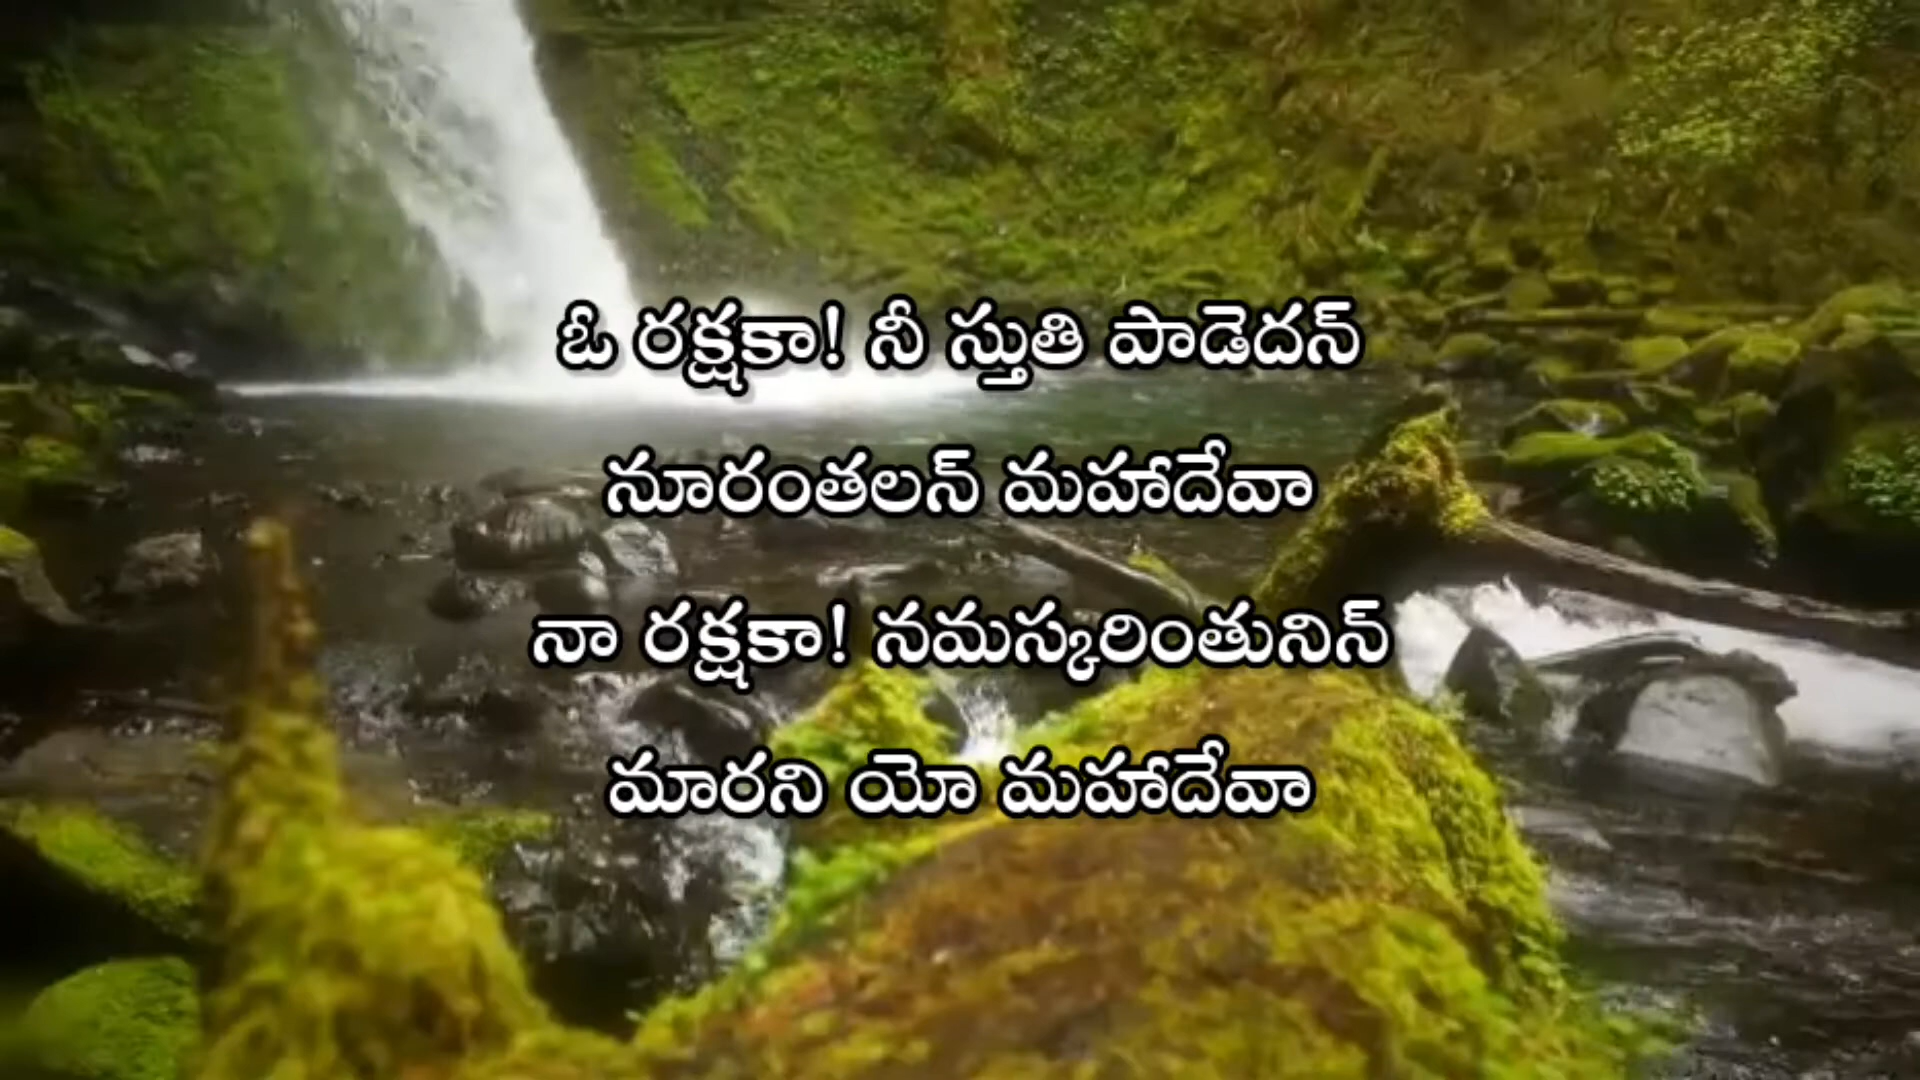 ఓ రక్షకా! నీ స్తుతి పాడెదన్
నూరంతలన్ మహాదేవా
నా రక్షకా! నమస్కరింతునిన్
మారని యో మహాదేవా